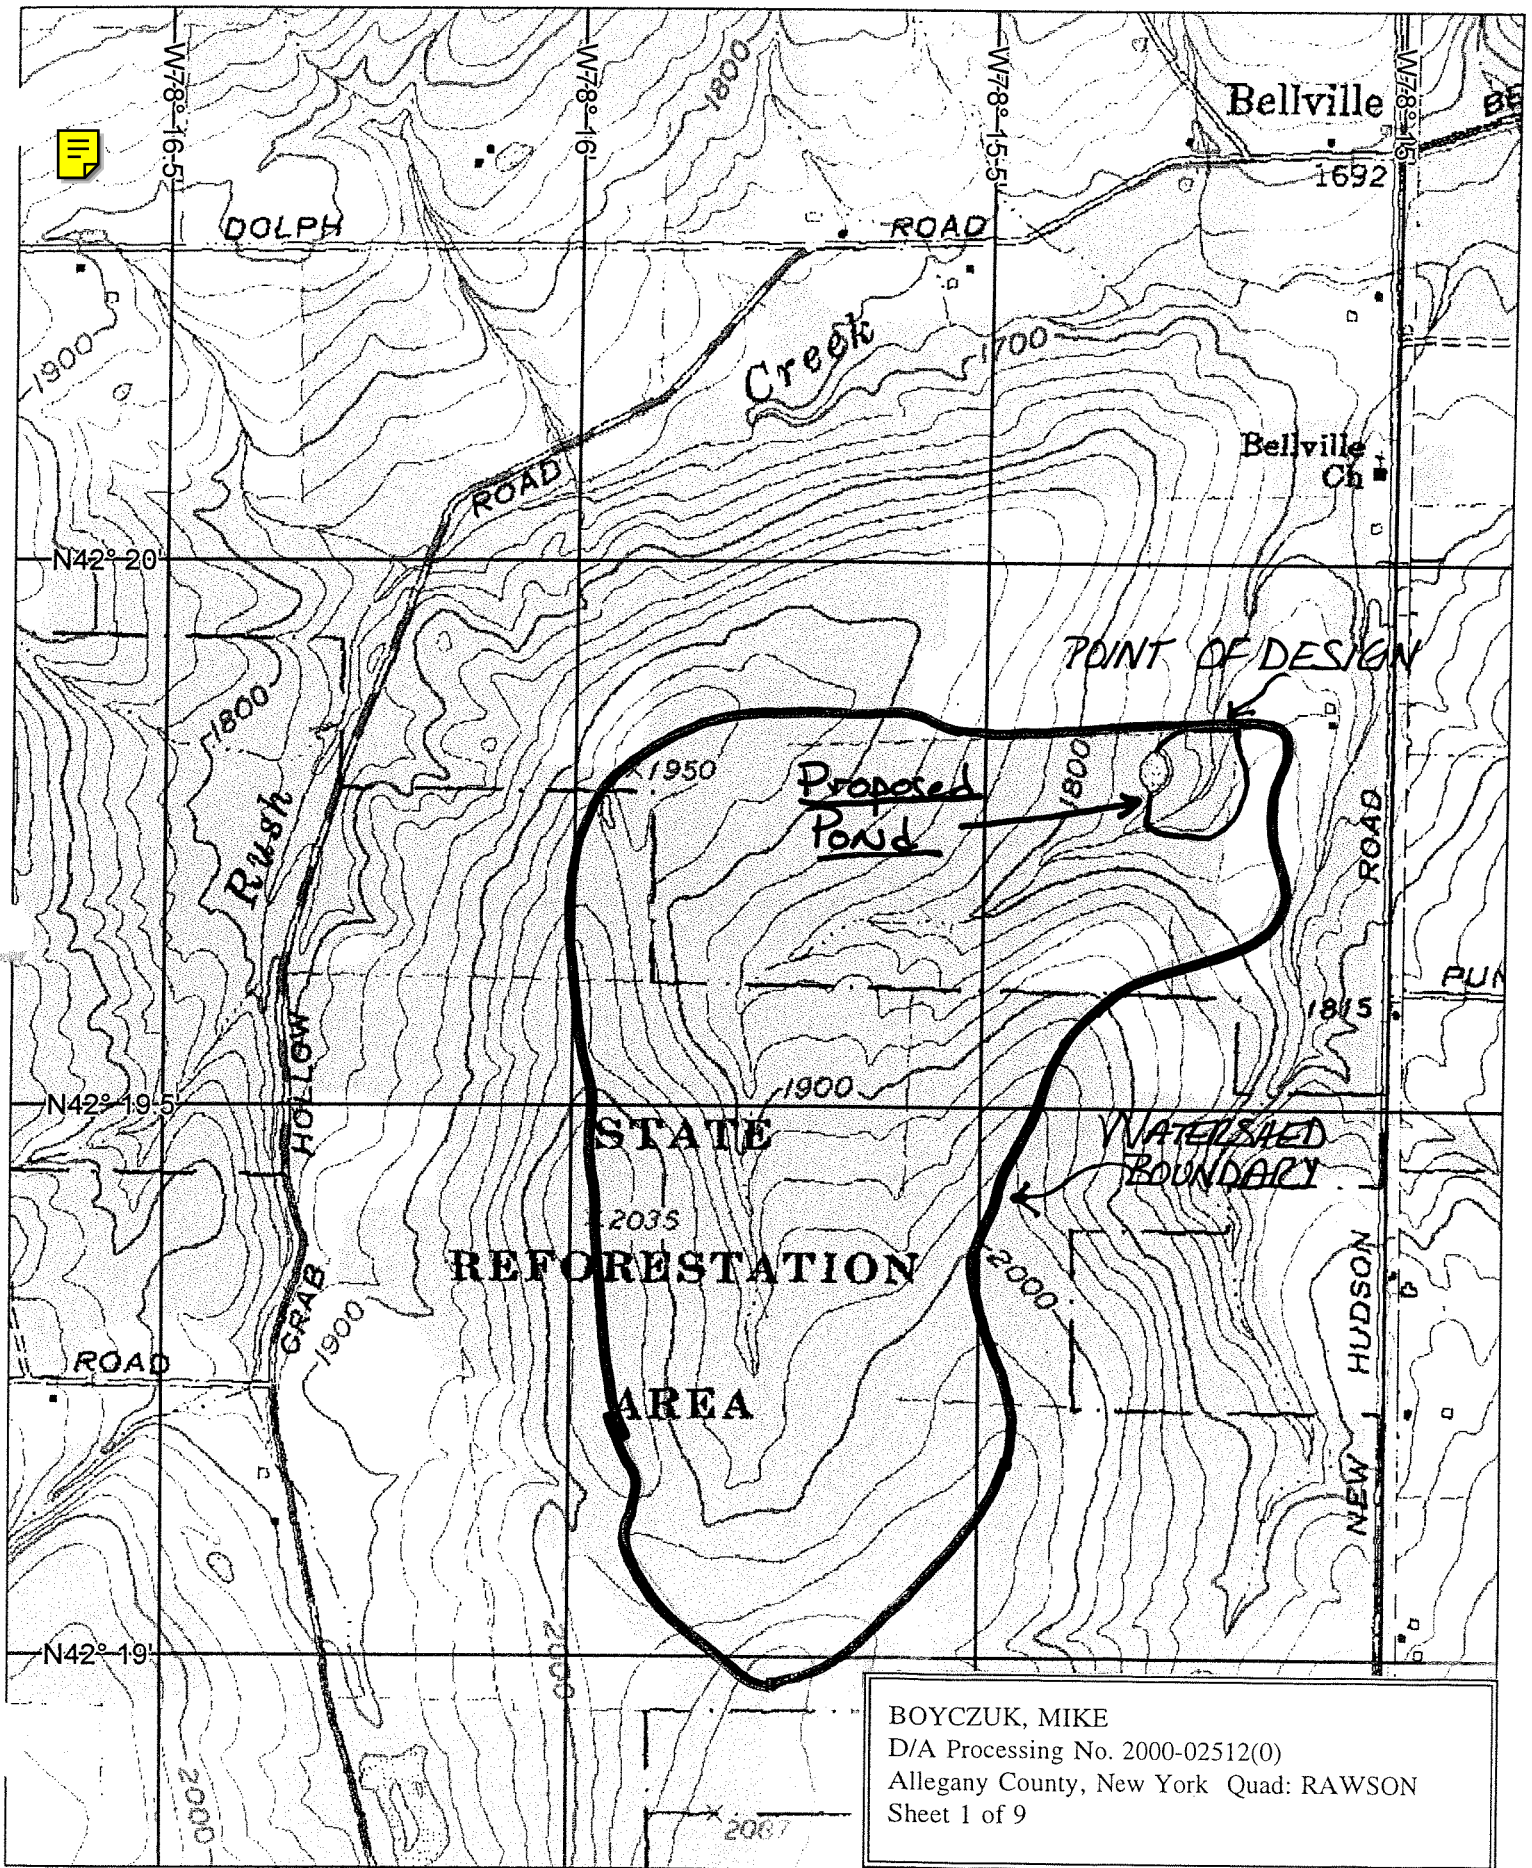 W78° 16.5'
W78° 16'
W78° 15.5'
W78° 15'
1800
Bellville
1692
DOLPH
ROAD
1900
Creek
1700
ROAD
Bellville
Ch
N42° 20'
POINT OF DESIGN
1800
1950
Proposed
Pond
1800
Rush
ROAD
1815
HOLLOW
1900
N42° 19.5'
STATE
WATERSHED
BOUNDARY
2035
REFORESTATION
2000
HUDSON
CRAB
1900
ROAD
AREA
NEW
N42° 19'
2000
2000
2087
BOYCZUK, MIKE
D/A Processing No. 2000-02512(0)
Allegany County, New York Quad: RAWSON
Sheet 1 of 9